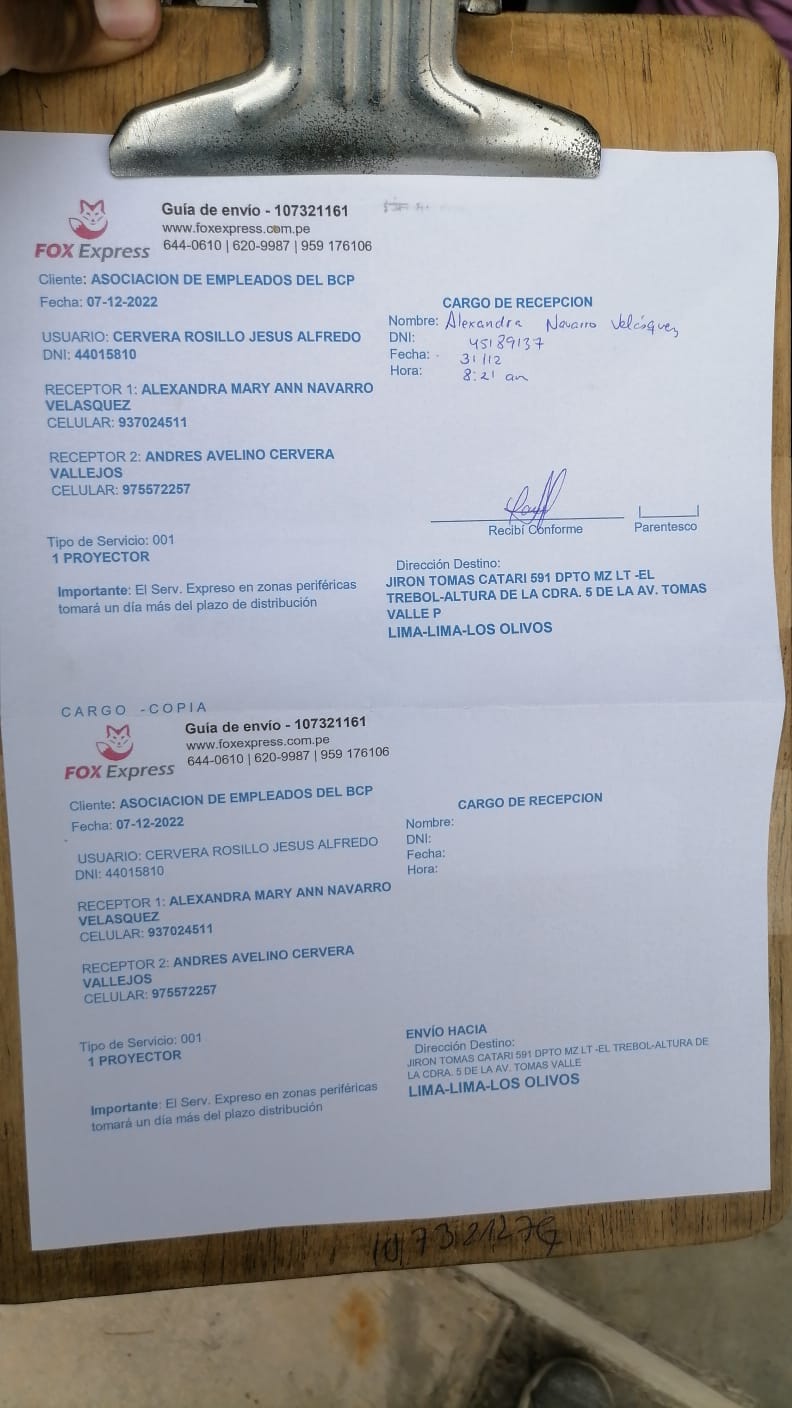 Guía de envío - 107321161
www.foxexpress.com.pe
644-0610 | 620-9987 | 959 176106
FOX Express
Cliente: ASOCIACION DE EMPLEADOS DEL BCP
Fecha: 07-12-2022
USUARIO: CERVERA ROSILLO JESUS ALFREDO
DNI: 44015810
RECEPTOR 1: ALEXANDRA MARY ANN NAVARRO
VELASQUEZ
CELULAR: 937024511
RECEPTOR 2: ANDRES AVELINO CERVERA
VALLEJOS
CELULAR: 975572257
Tipo de Servicio: 001
1 PROYECTOR
Importante: El Serv. Expreso en zonas periféricas
tomará un día más del plazo de distribución
CARGO DE RECEPCION
Nombre: Alexandra Navarro Velásquez
DNI: 45189137
Fecha: 31/12
Hora: 8:21 am
Recibí Conforme
Parentesco
Dirección Destino:
JIRON TOMAS CATARI 591 DPTO MZ LT -EL
TREBOL-ALTURA DE LA CDRA. 5 DE LA AV. TOMAS
VALLE P
LIMA-LIMA-LOS OLIVOS
CARGO -COPIA
Guía de envío - 107321161
www.foxexpress.com.pe
644-0610 | 620-9987 | 959 176106
FOX Express
Cliente: ASOCIACION DE EMPLEADOS DEL BCP
Fecha: 07-12-2022
USUARIO: CERVERA ROSILLO JESUS ALFREDO
DNI: 44015810
RECEPTOR 1: ALEXANDRA MARY ANN NAVARRO
VELASQUEZ
CELULAR: 937024511
RECEPTOR 2: ANDRES AVELINO CERVERA
VALLEJOS
CELULAR: 975572257
Tipo de Servicio: 001
1 PROYECTOR
Importante: El Serv. Expreso en zonas periféricas
tomará un día más del plazo distribución
CARGO DE RECEPCION
Nombre:
DNI:
Fecha:
Hora:
ENVÍO HACIA
Dirección Destino:
JIRON TOMAS CATARI 591 DPTO MZ LT -EL TREBOL-ALTURA DE
LA CDRA. 5 DE LA AV. TOMAS VALLE
LIMA-LIMA-LOS OLIVOS